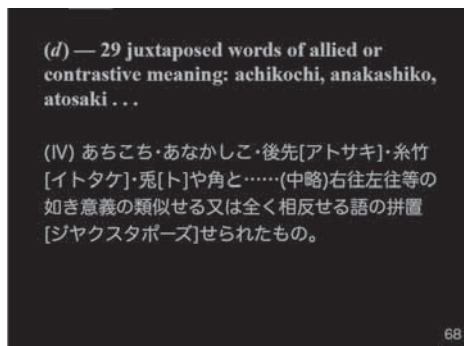 (d) — 29 juxtaposed words of allied or
contrastive meaning: achikochi, anakashiko,
atosaki . . .
(IV) あちこち・あなかしこ・後先[アトサキ]・糸竹
[イトタケ]・兎[ト]や角と……(中略)右往左往等の
如き意義の類似せる又は全く相反せる語の拼置
[ジヤクスタポーズ]せられたもの。
68